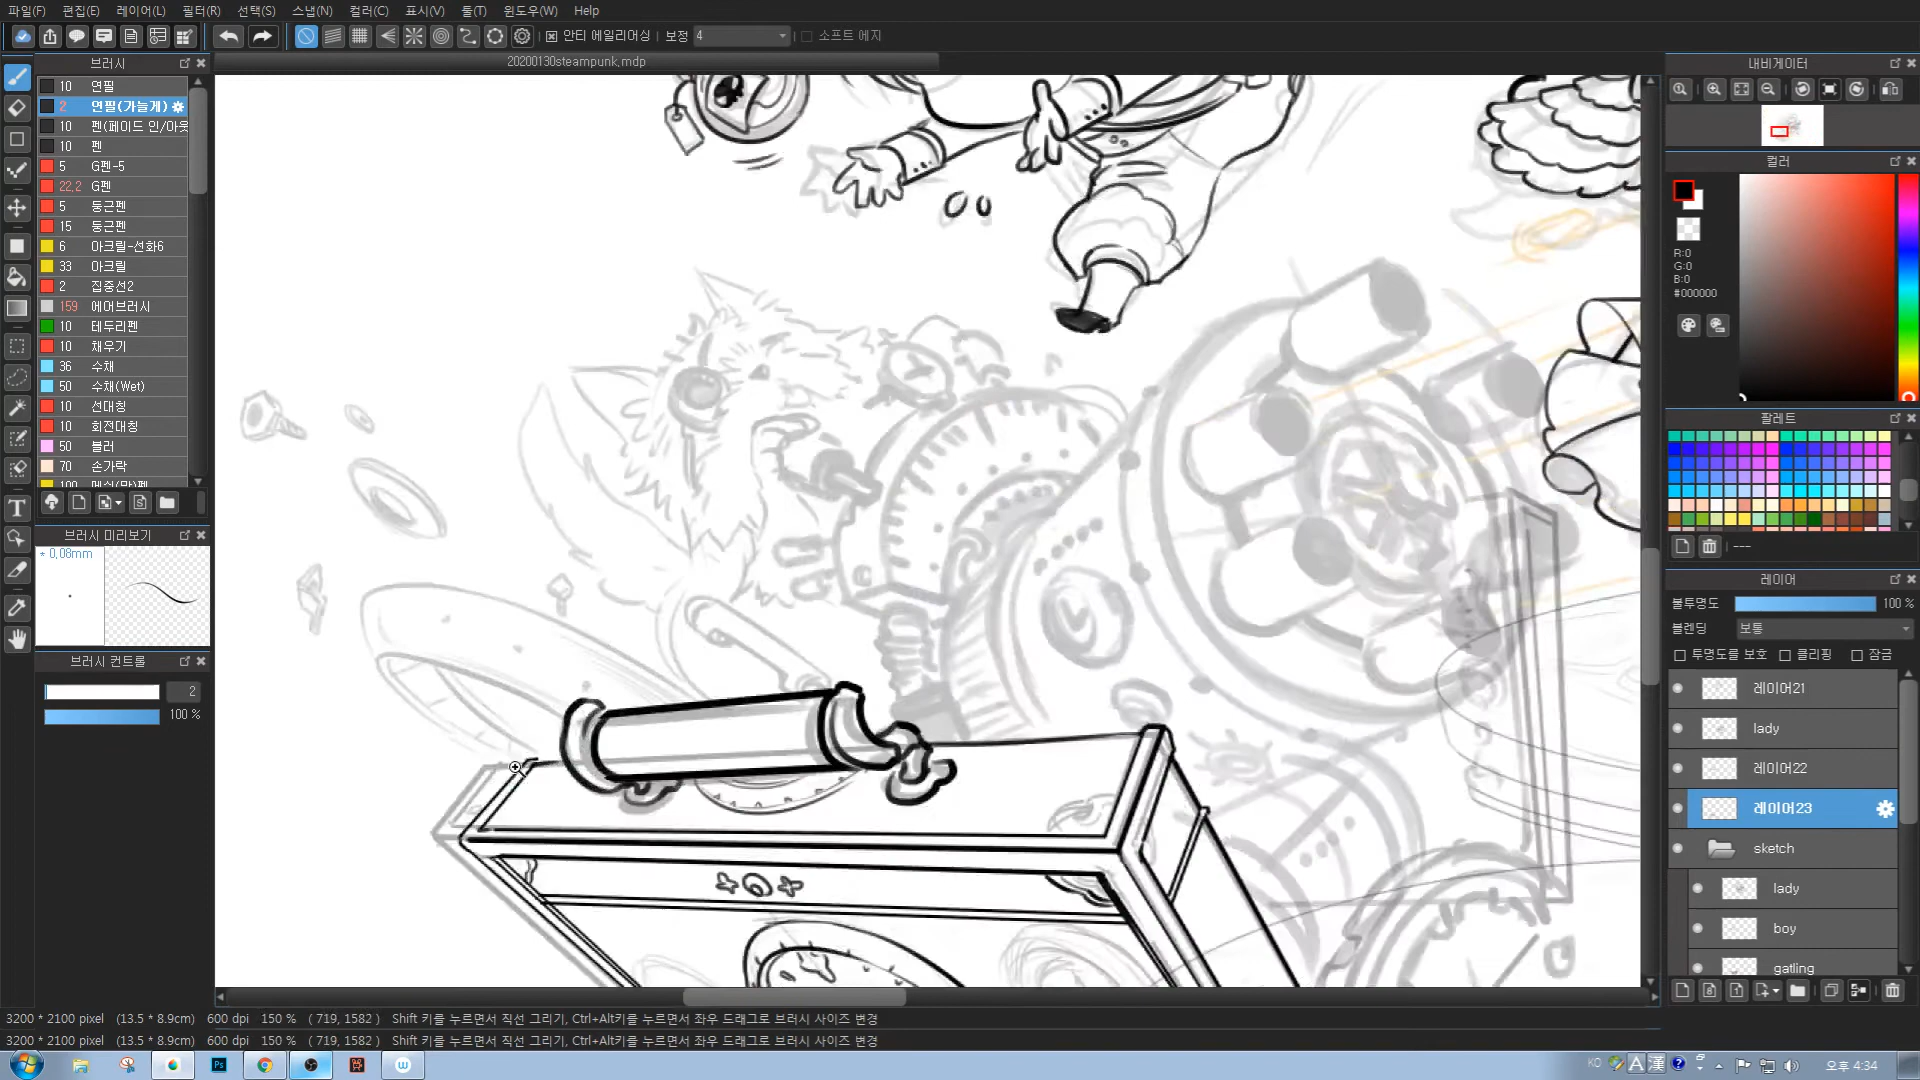 파일(F) 편집(E) 레이어(L) 필터(R) 선택(S) 스냅(N) 컬러(C) 표시(V) 툴(T) 윈도우(W) Help
안티 에일리어싱 보정 4 소프트 에지
브러시
20200130steampunk.mdp
10 연필
2 연필(가늘게)
10 펜(페이드 인/아웃
10 펜
5 G펜-5
22.2 G펜
5 둥근펜
15 둥근펜
6 아크릴-선화6
33 아크릴
2 집중선2
159 에어브러시
10 테두리펜
10 채우기
36 수채
50 수채(Wet)
10 선대칭
10 회전대칭
50 블러
70 손가락
브러시 미리보기
* 0.08mm
브러시 컨트롤
2
100 %
내비게이터
컬러
R:0
G:0
B:0
#000000
팔레트
---
레이어
불투명도 100 %
블렌딩 보통
투명도를 보호 클리핑 잠금
레이어21
lady
레이어22
레이어23
sketch
lady
boy
gatling
3200 * 2100 pixel (13.5 * 8.9cm) 600 dpi 150 % ( 719, 1582 ) Shift 키를 누르면서 직선 그리기, Ctrl+Alt키를 누르면서 좌우 드래그로 브러시 사이즈 변경
3200 * 2100 pixel (13.5 * 8.9cm) 600 dpi 150 % ( 719, 1582 ) Shift 키를 누르면서 직선 그리기, Ctrl+Alt키를 누르면서 좌우 드래그로 브러시 사이즈 변경
Ps
KO A 漢 오후 4:34